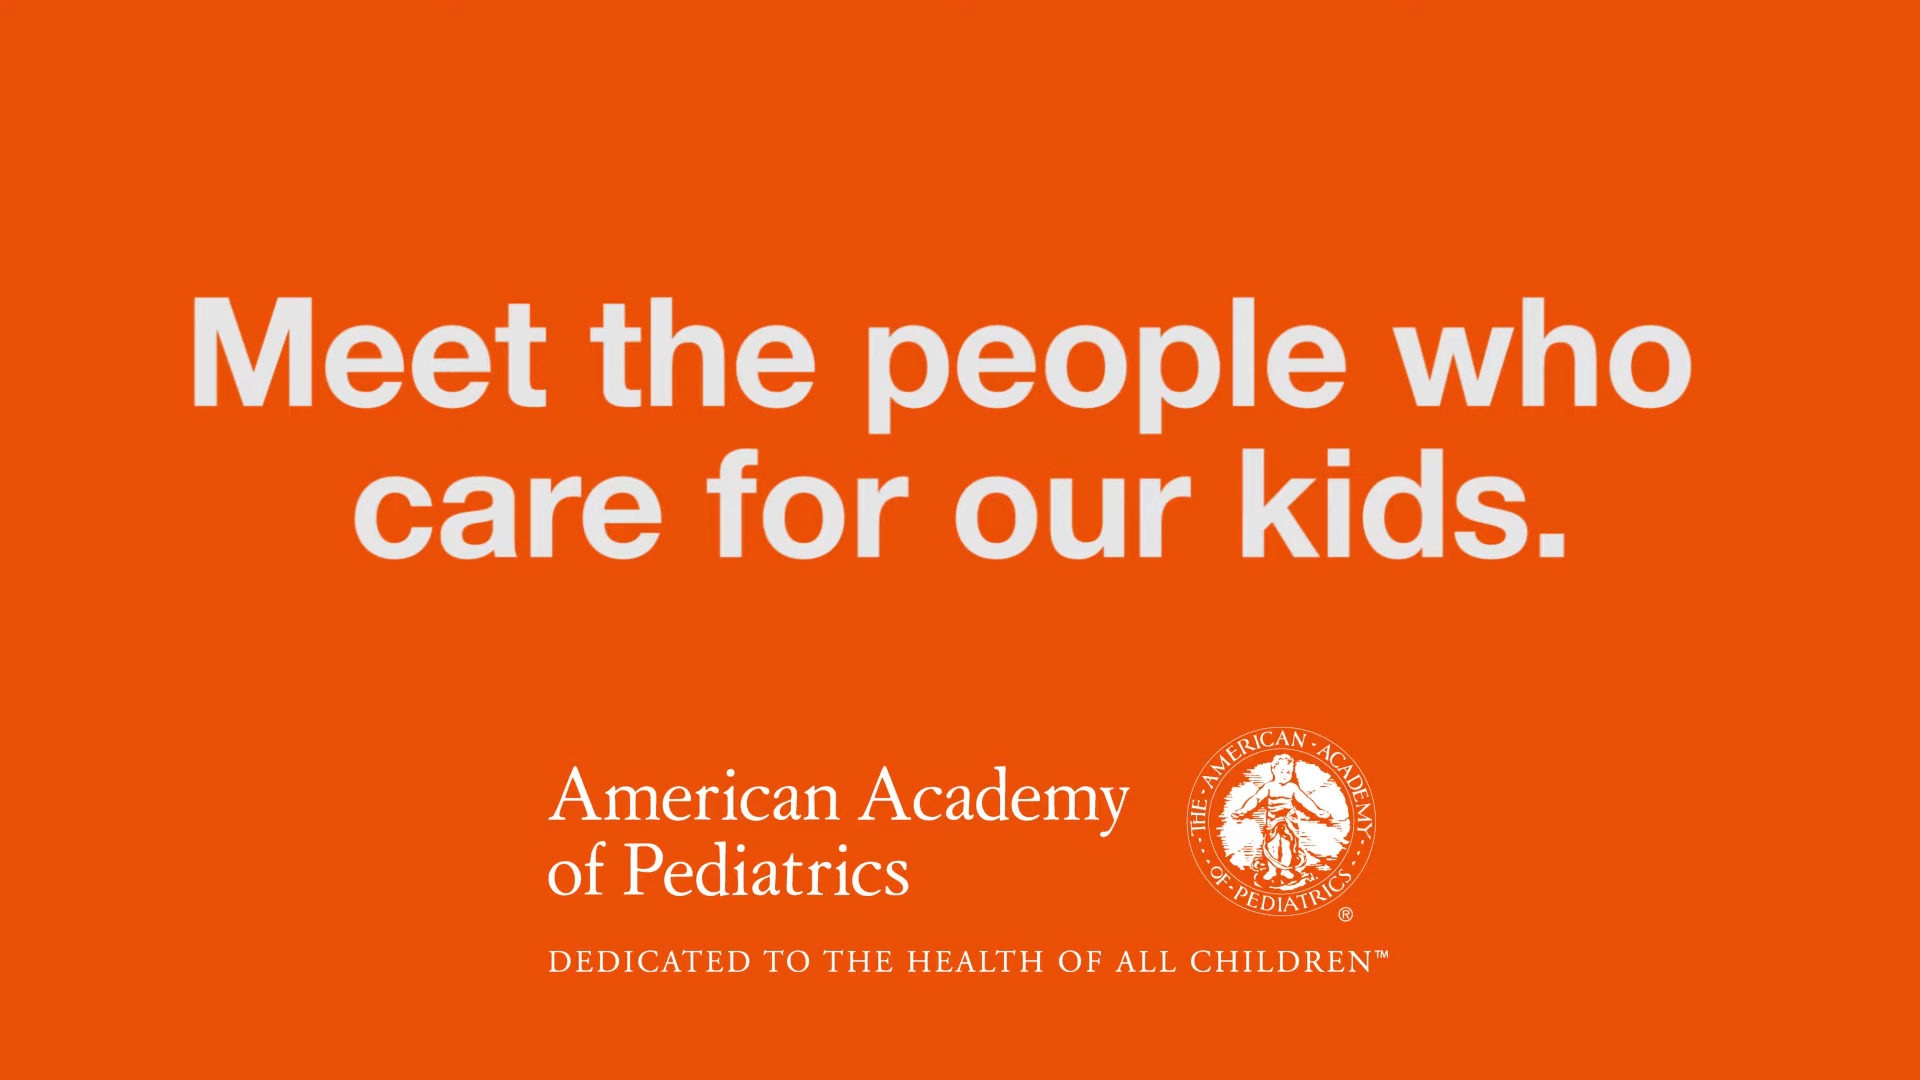 Meet the people who
care for our kids.
American Academy
of Pediatrics
THE · AMERICAN · ACADEMY · OF · PEDIATRICS
®
DEDICATED TO THE HEALTH OF ALL CHILDREN™